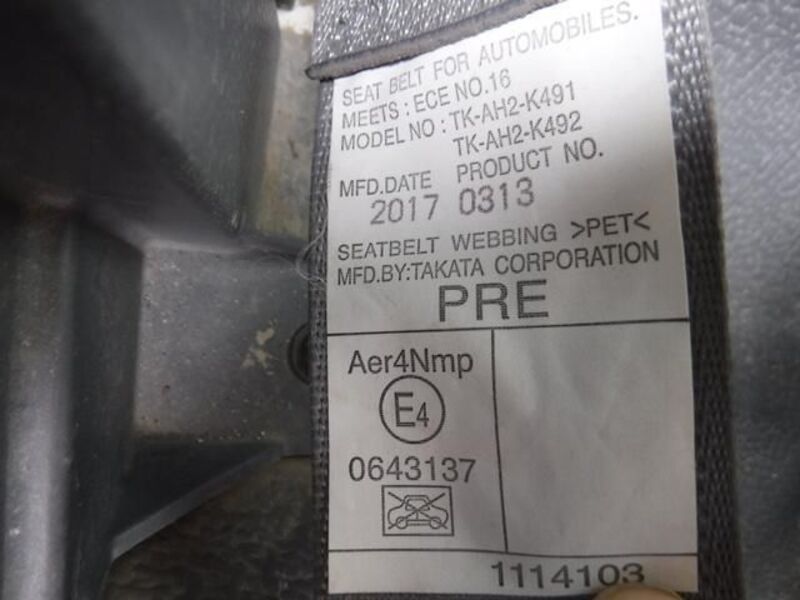 SEAT BELT FOR AUTOMOBILES.
MEETS : ECE NO.16
MODEL NO : TK-AH2-K491
TK-AH2-K492
MFD.DATE PRODUCT NO.
2017 0313
SEATBELT WEBBING >PET<
MFD.BY:TAKATA CORPORATION
PRE
Aer4Nmp
E4
0643137
1114103